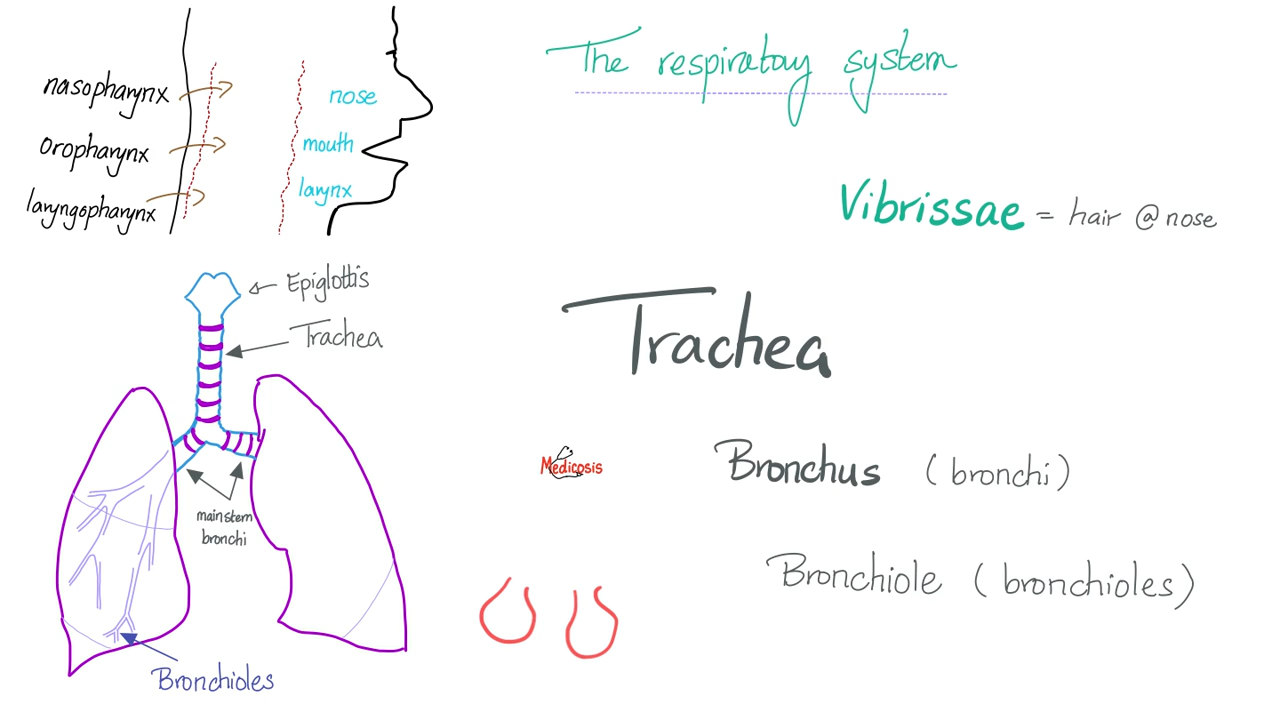 The respiratory system
nasopharynx
nose
oropharynx
mouth
laryngopharynx
larynx
Vibrissae = hair @ nose
Epiglottis
Trachea
Trachea
Medicosis
Bronchus (bronchi)
mainstem
bronchi
Bronchiole (bronchioles)
Bronchioles